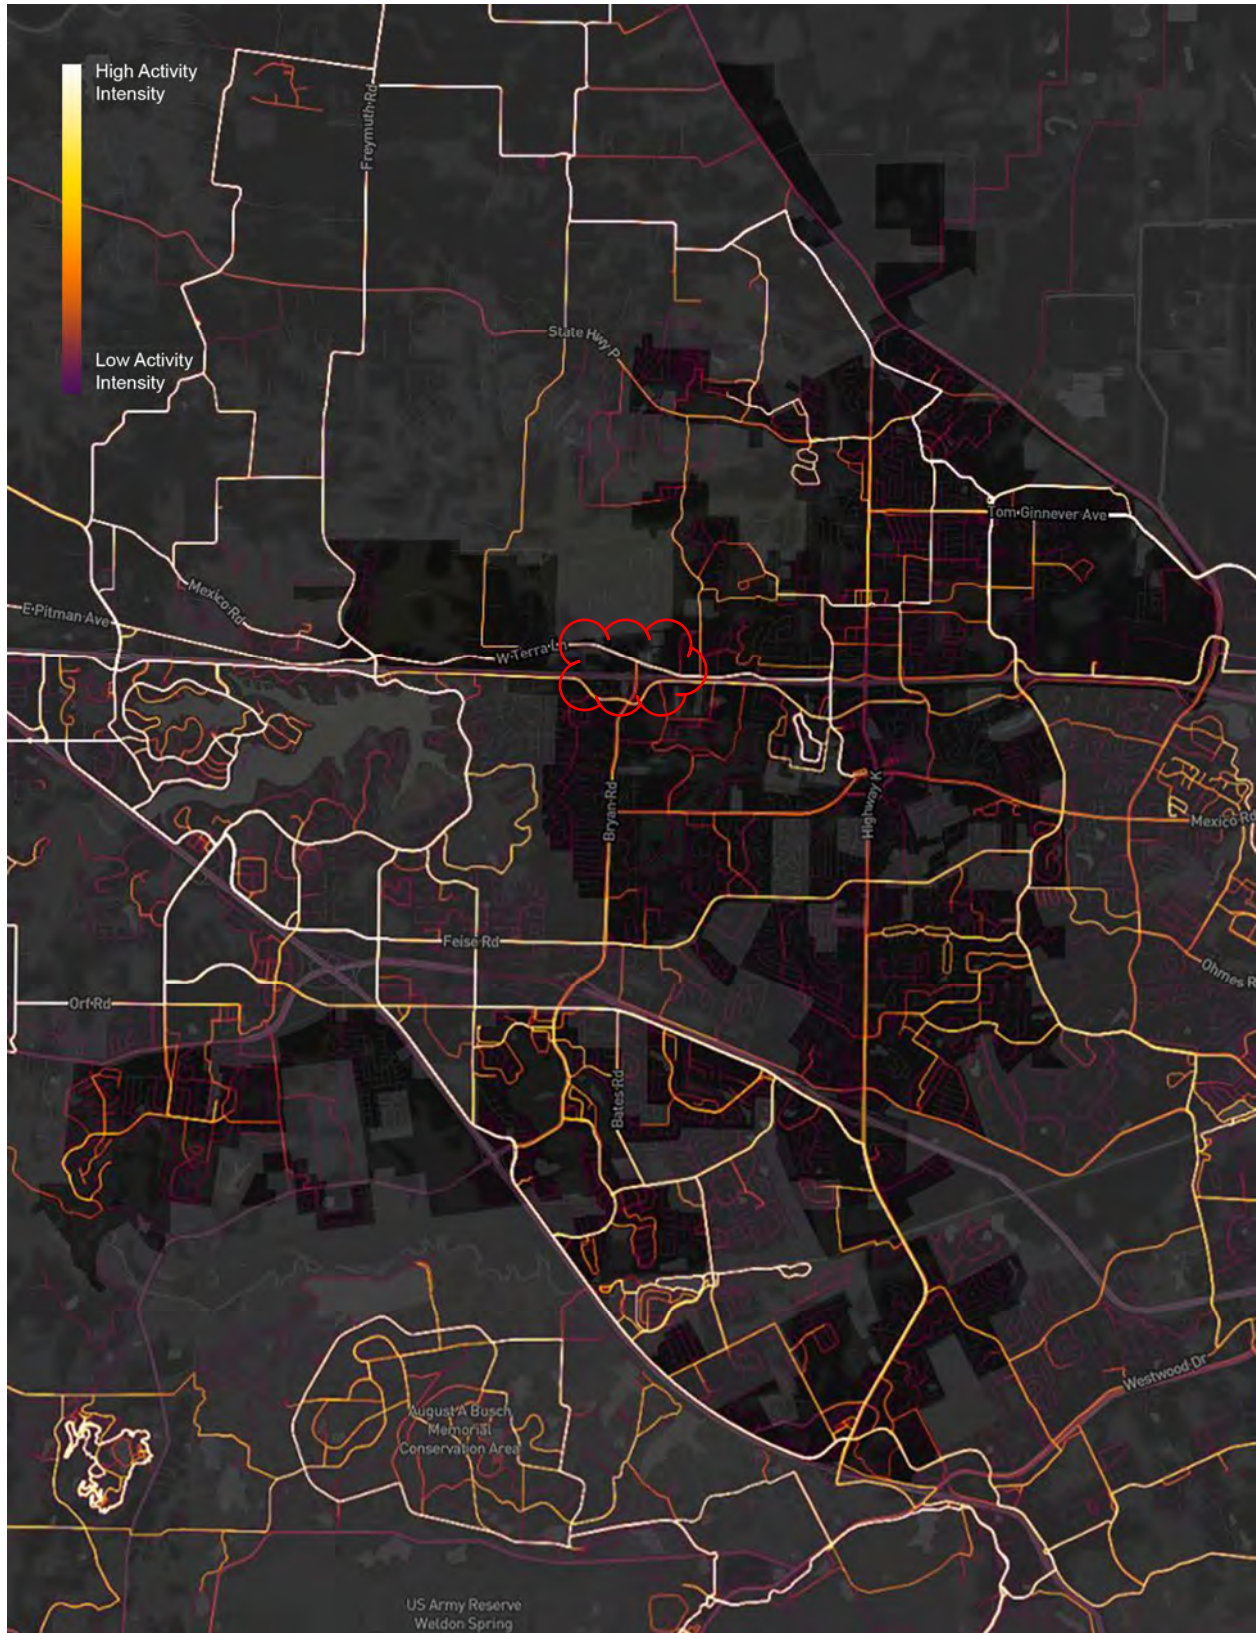 High Activity
Intensity
Freymuth Rd
Low Activity
Intensity
State Hwy P
Tom Ginnever Ave
Mexico Rd
E Pitman Ave
W Terra Ln
Bryan Rd
Highway K
Mexico Rd
Feise Rd
Ohmes R
Orf Rd
Bates Rd
Westwood Dr
August A Busch
Memorial
Conservation Area
US Army Reserve
Weldon Spring